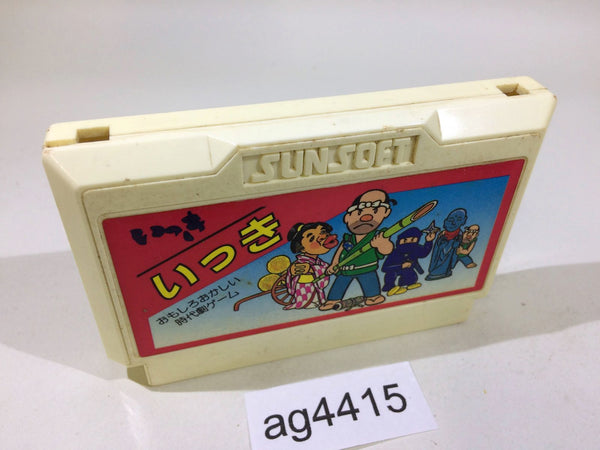 いっき
SUNSOFT
いっき
おもしろおかしい
時代劇ゲーム
ag4415